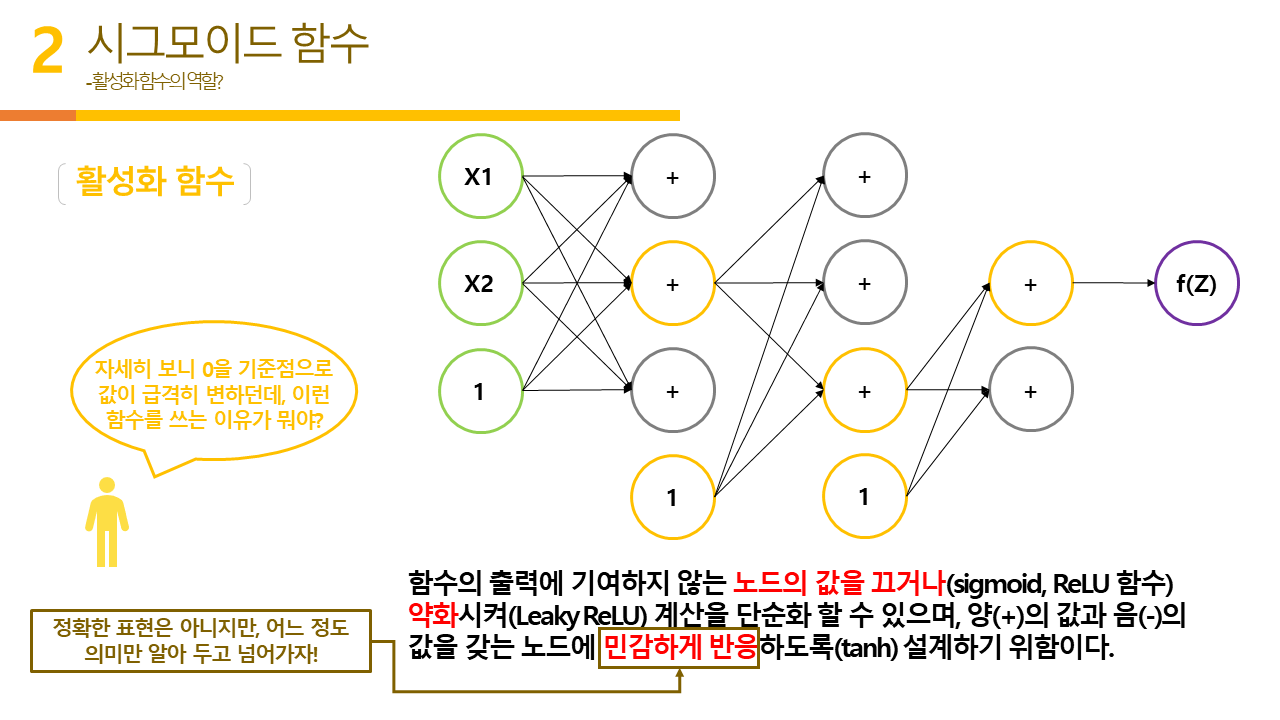 2
시그모이드 함수
-활성화함수의 역할?
활성화 함수
X1
+
+
X2
+
+
+
f(Z)
1
+
+
+
1
1
자세히 보니 0을 기준점으로
값이 급격히 변하던데, 이런
함수를 쓰는 이유가 뭐야?
함수의 출력에 기여하지 않는 노드의 값을 끄거나(sigmoid, ReLU 함수)
약화시켜(Leaky ReLU) 계산을 단순화 할 수 있으며, 양(+)의 값과 음(-)의
값을 갖는 노드에 민감하게 반응하도록(tanh) 설계하기 위함이다.
정확한 표현은 아니지만, 어느 정도
의미만 알아 두고 넘어가자!